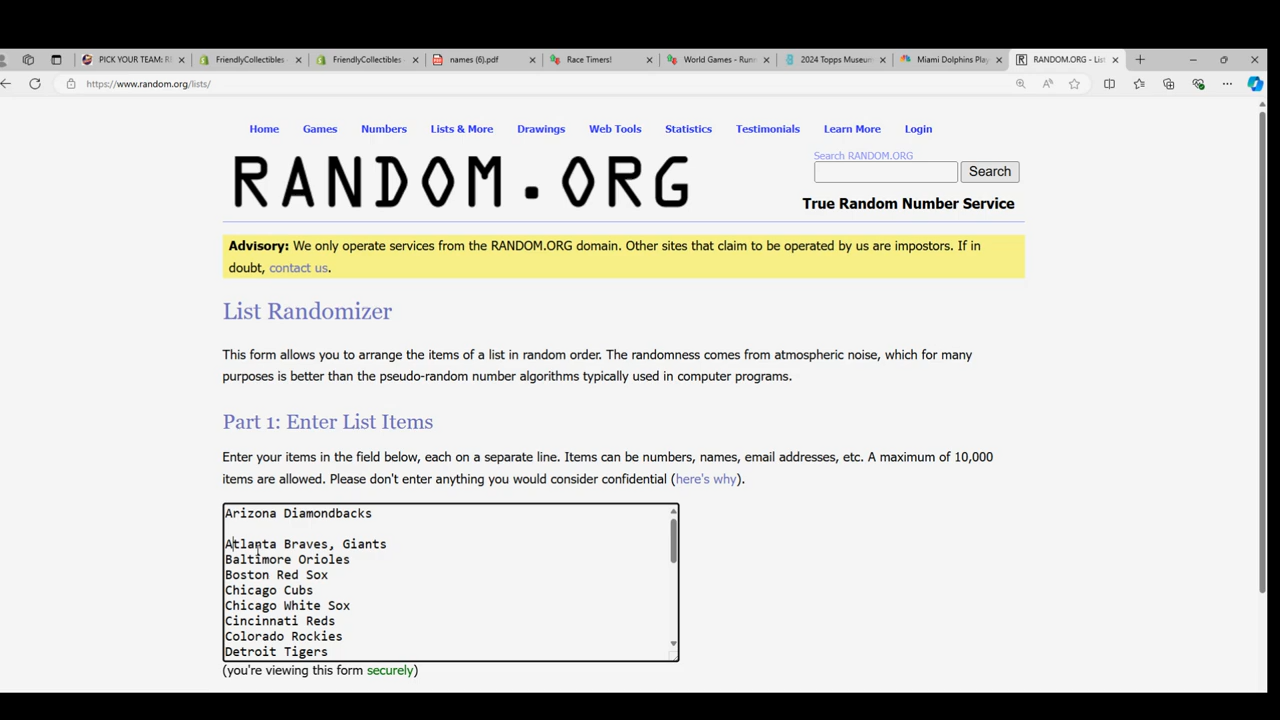 PICK YOUR TEAM: R
FriendlyCollectibles
FriendlyCollectibles
names (6).pdf
Race Timers!
World Games - Run
2024 Topps Museum
Miami Dolphins Play
RANDOM.ORG - List
https://www.random.org/lists/
Home Games Numbers Lists & More Drawings Web Tools Statistics Testimonials Learn More Login
RANDOM.ORG
Search RANDOM.ORG
Search
True Random Number Service
Advisory: We only operate services from the RANDOM.ORG domain. Other sites that claim to be operated by us are impostors. If in
doubt, contact us.
List Randomizer
This form allows you to arrange the items of a list in random order. The randomness comes from atmospheric noise, which for many
purposes is better than the pseudo-random number algorithms typically used in computer programs.
Part 1: Enter List Items
Enter your items in the field below, each on a separate line. Items can be numbers, names, email addresses, etc. A maximum of 10,000
items are allowed. Please don't enter anything you would consider confidential (here's why).
Arizona Diamondbacks
Atlanta Braves, Giants
Baltimore Orioles
Boston Red Sox
Chicago Cubs
Chicago White Sox
Cincinnati Reds
Colorado Rockies
Detroit Tigers
(you're viewing this form securely)